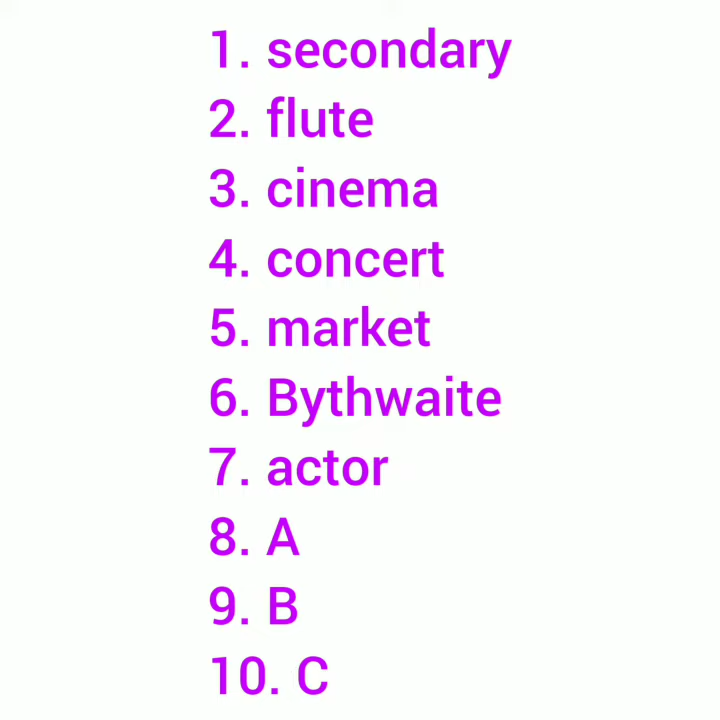 1. secondary
2. flute
3. cinema
4. concert
5. market
6. Bythwaite
7. actor
8. A
9. B
10. C